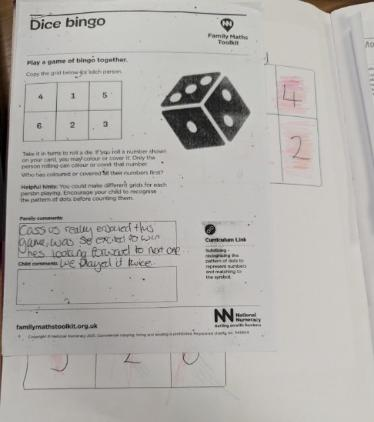 Dice bingo
Family Maths
Toolkit
Play a game of bingo together.
Copy the grid below for each person.
4 1 5
6 2 3
4
2
Take it in turns to roll a die. If you roll a number shown
on your card, you may colour or cover it. Only the
person rolling can colour or cover that number.
Who has coloured or covered all their numbers first?
Helpful hints: You could make different grids for each
person playing. Encourage your child to recognise
the pattern of dots before counting them.
Family comments:
really enjoyed this
game, was so excited to win
hes looking forward to next one
we played it twice.
Child comments:
Curriculum Link
Subitising -
recognising the
pattern of dots to
represent numbers
and matching to
the symbol.
familymathstoolkit.org.uk
National
Numeracy